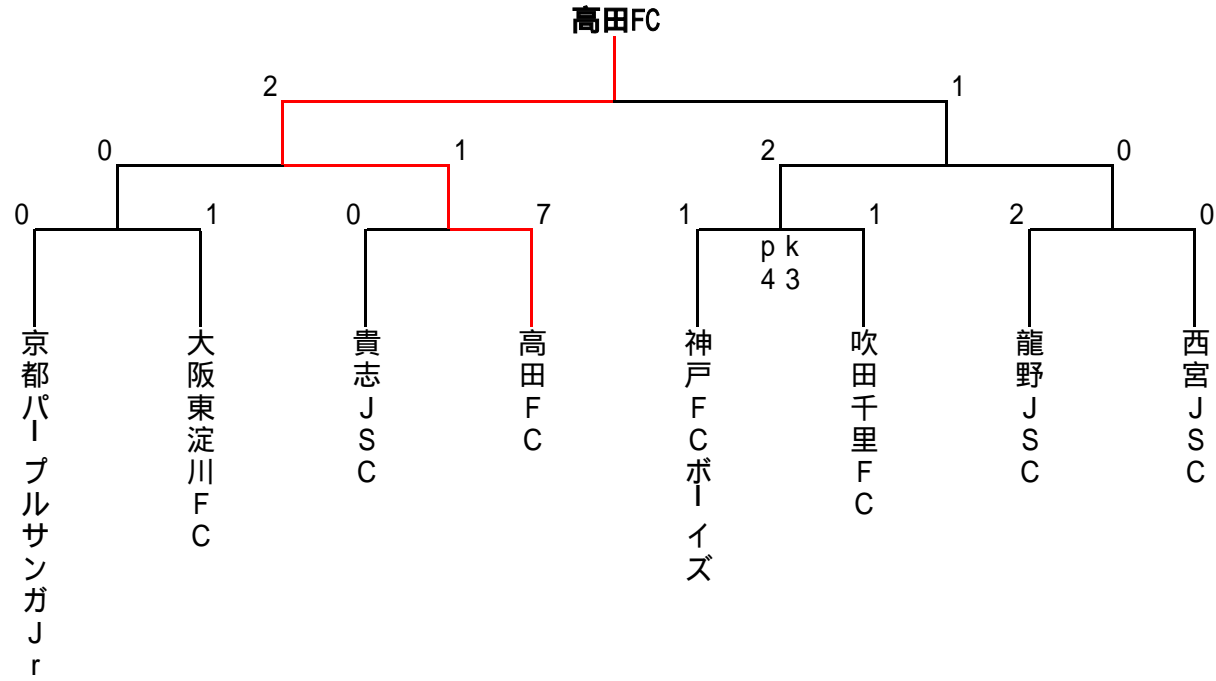 高田FC
2 1
0 1 2 0
0 1 0 7 1 1 2 0
p k
4 3
京都パープルサンガJr
大阪東淀川FC
貴志JSC
高田FC
神戸FCボーイズ
吹田千里FC
龍野JSC
西宮JSC